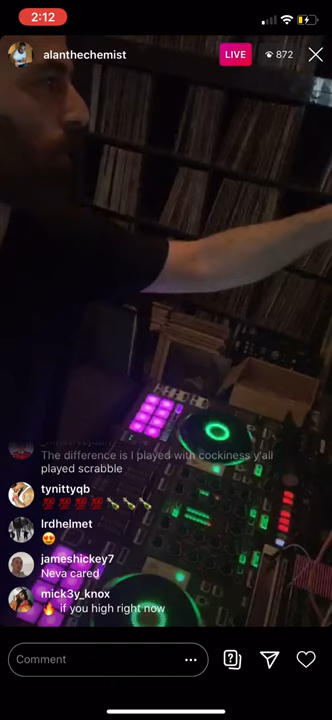 2:12
alanthechemist
LIVE
872
The difference is I played with cockiness y'all
played scrabble
tynittyqb
💯💯💯💯🍾🍾🍾
lrdhelmet
😍
jameshickey7
Neva cared
mick3y_knox
🔥 if you high right now
Comment